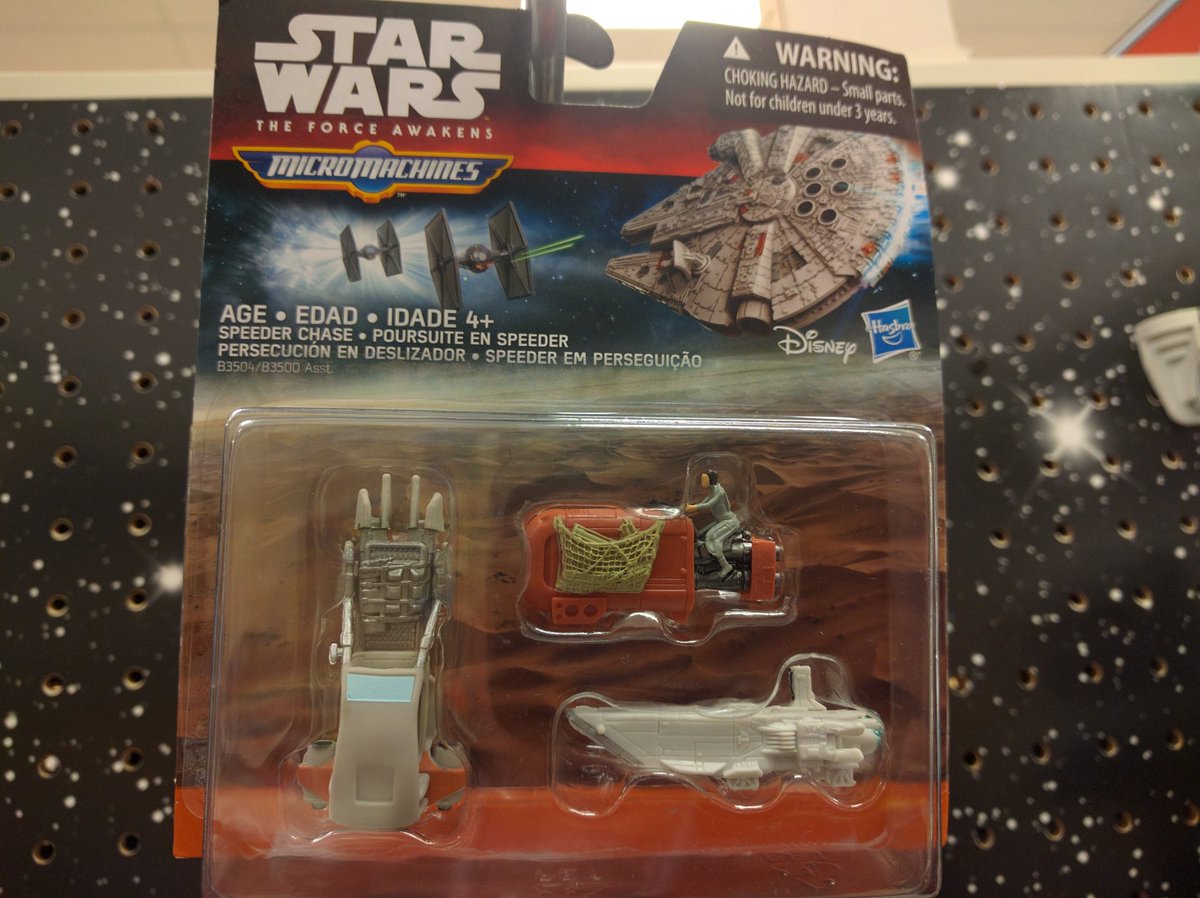 STAR
WARS
THE FORCE AWAKENS
MICROMACHINES™
WARNING:
CHOKING HAZARD – Small parts.
Not for children under 3 years.
AGE • EDAD • IDADE 4+
SPEEDER CHASE • POURSUITE EN SPEEDER
PERSECUCIÓN EN DESLIZADOR • SPEEDER EM PERSEGUIÇÃO
B3504/B3500 Asst.
DISNEY
Hasbro®